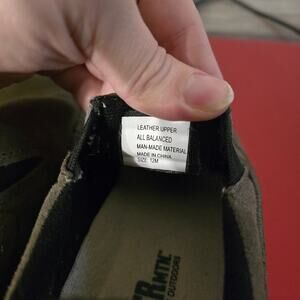 LEATHER UPPER
ALL BALANCED
MAN-MADE MATERIAL
MADE IN CHINA
SIZE: 12M
OUTDOORS